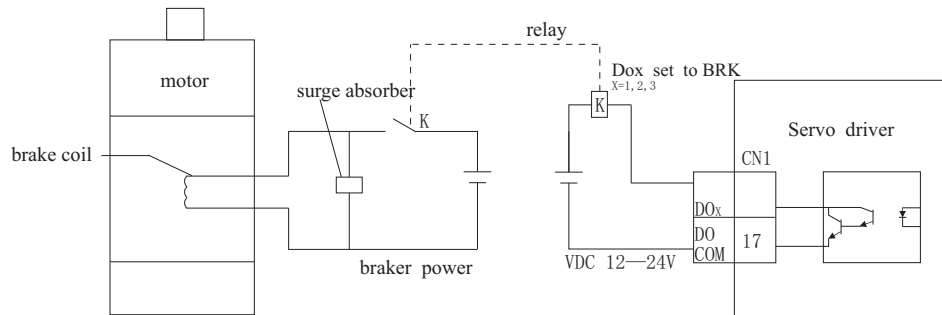 relay
motor
Dox set to BRK
X=1, 2, 3
surge absorber
K
K
Servo driver
brake coil
CN1
DOx
DO
COM
17
braker power
VDC 12—24V